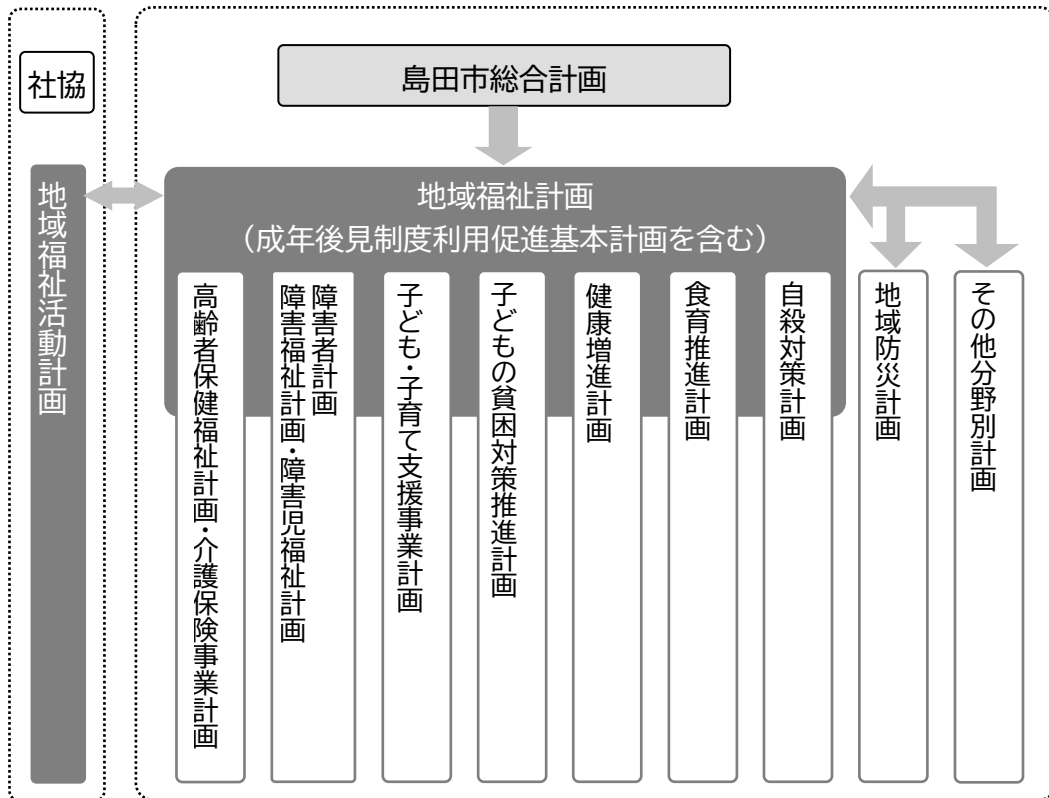 社協
地域福祉活動計画
島田市総合計画
地域福祉計画
（成年後見制度利用促進基本計画を含む）
高齢者保健福祉計画・介護保険事業計画
障害者計画
障害福祉計画・障害児福祉計画
子ども・子育て支援事業計画
子どもの貧困対策推進計画
健康増進計画
食育推進計画
自殺対策計画
地域防災計画
その他分野別計画